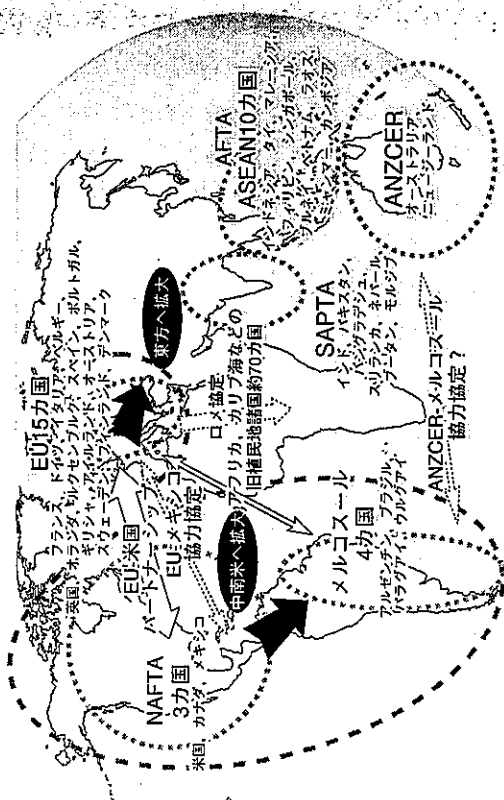 EU15カ国
フランス、ドイツ、イタリア、ベルギー、
英国、オランダ、ルクセンブルク、スペイン、ポルトガル、
ギリシャ、アイルランド、オーストリア、
スウェーデン、フィンランド、デンマーク
東方へ拡大
EU-米国
パートナーシップ
EU-メキシコ
協力協定
ロメ協定
アフリカ、カリブ海などの
旧植民地諸国約70カ国
NAFTA
3カ国
米国、カナダ、メキシコ
中南米へ拡大
メルコスール
4カ国
アルゼンチン、ブラジル、
パラグアイ、ウルグアイ
AFTA
ASEAN10カ国
インドネシア、タイ、マレーシア、
フィリピン、シンガポール、
ブルネイ、ベトナム、ラオス、
カンボジア
SAPTA
インド、パキスタン、
バングラデシュ、
スリランカ、ネパール、
ブータン、モルジブ
ANZCER
オーストラリア、
ニュージーランド
ANZCER-メルコスール
協力協定?